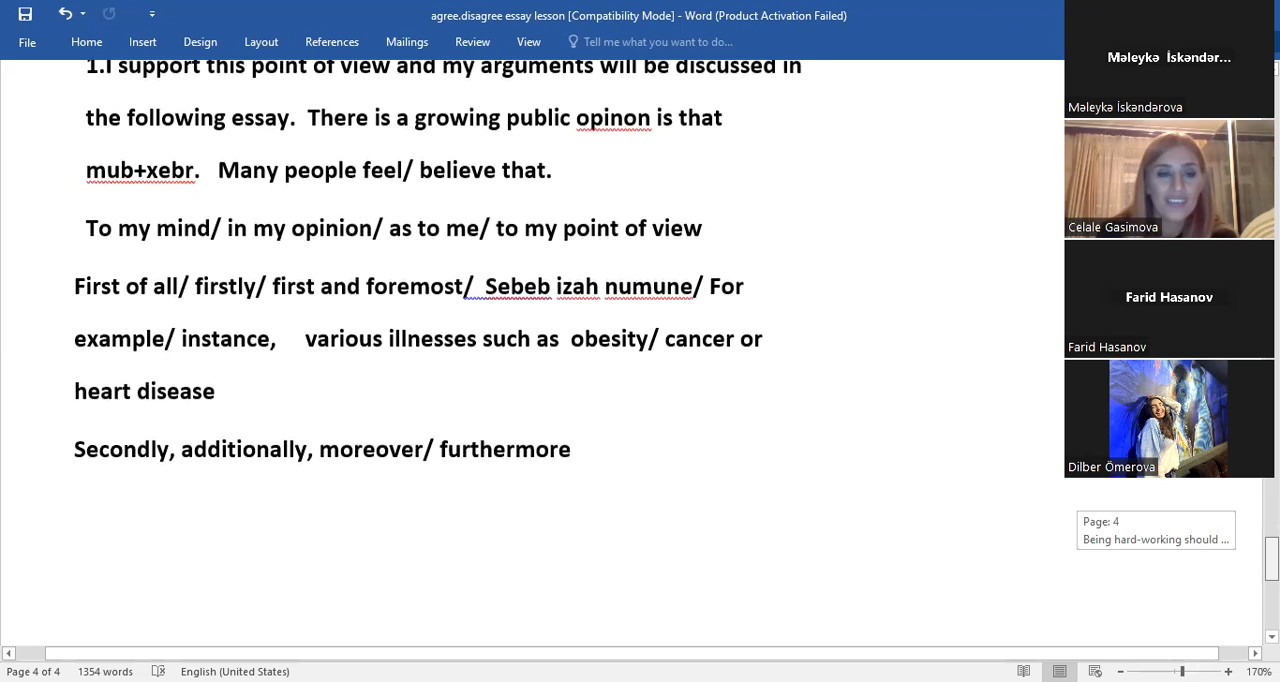 agree.disagree essay lesson [Compatibility Mode] - Word (Product Activation Failed)
File Home Insert Design Layout References Mailings Review View Tell me what you want to do...
1.I support this point of view and my arguments will be discussed in
the following essay. There is a growing public opinon is that
mub+xebr. Many people feel/ believe that.
To my mind/ in my opinion/ as to me/ to my point of view
First of all/ firstly/ first and foremost/ Sebeb izah numune/ For
example/ instance, various illnesses such as obesity/ cancer or
heart disease
Secondly, additionally, moreover/ furthermore
Məleykə İskəndər...
Məleykə İskəndərova
Celale Gasimova
Farid Hasanov
Farid Hasanov
Dilber Ömerova
Page: 4
Being hard-working should ...
Page 4 of 4 1354 words English (United States) 170%